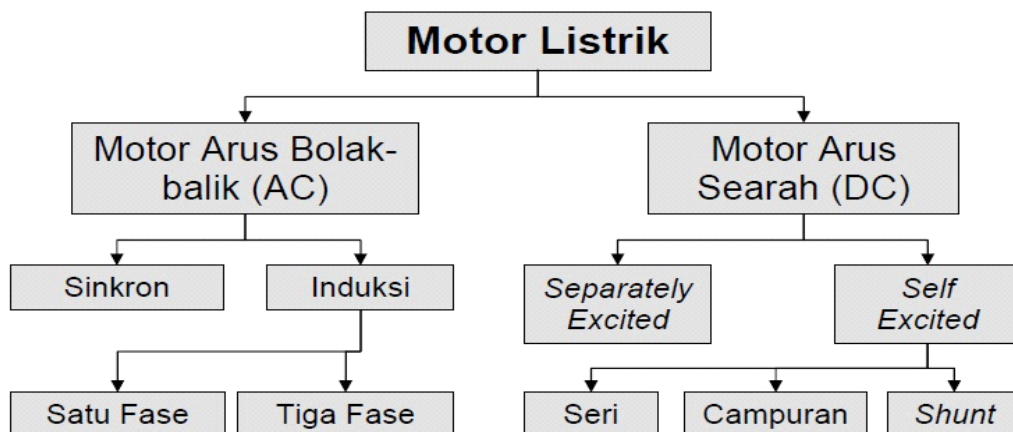 Motor Listrik
Motor Arus Bolak-
balik (AC)
Motor Arus
Searah (DC)
Sinkron
Induksi
Separately
Excited
Self
Excited
Satu Fase
Tiga Fase
Seri
Campuran
Shunt